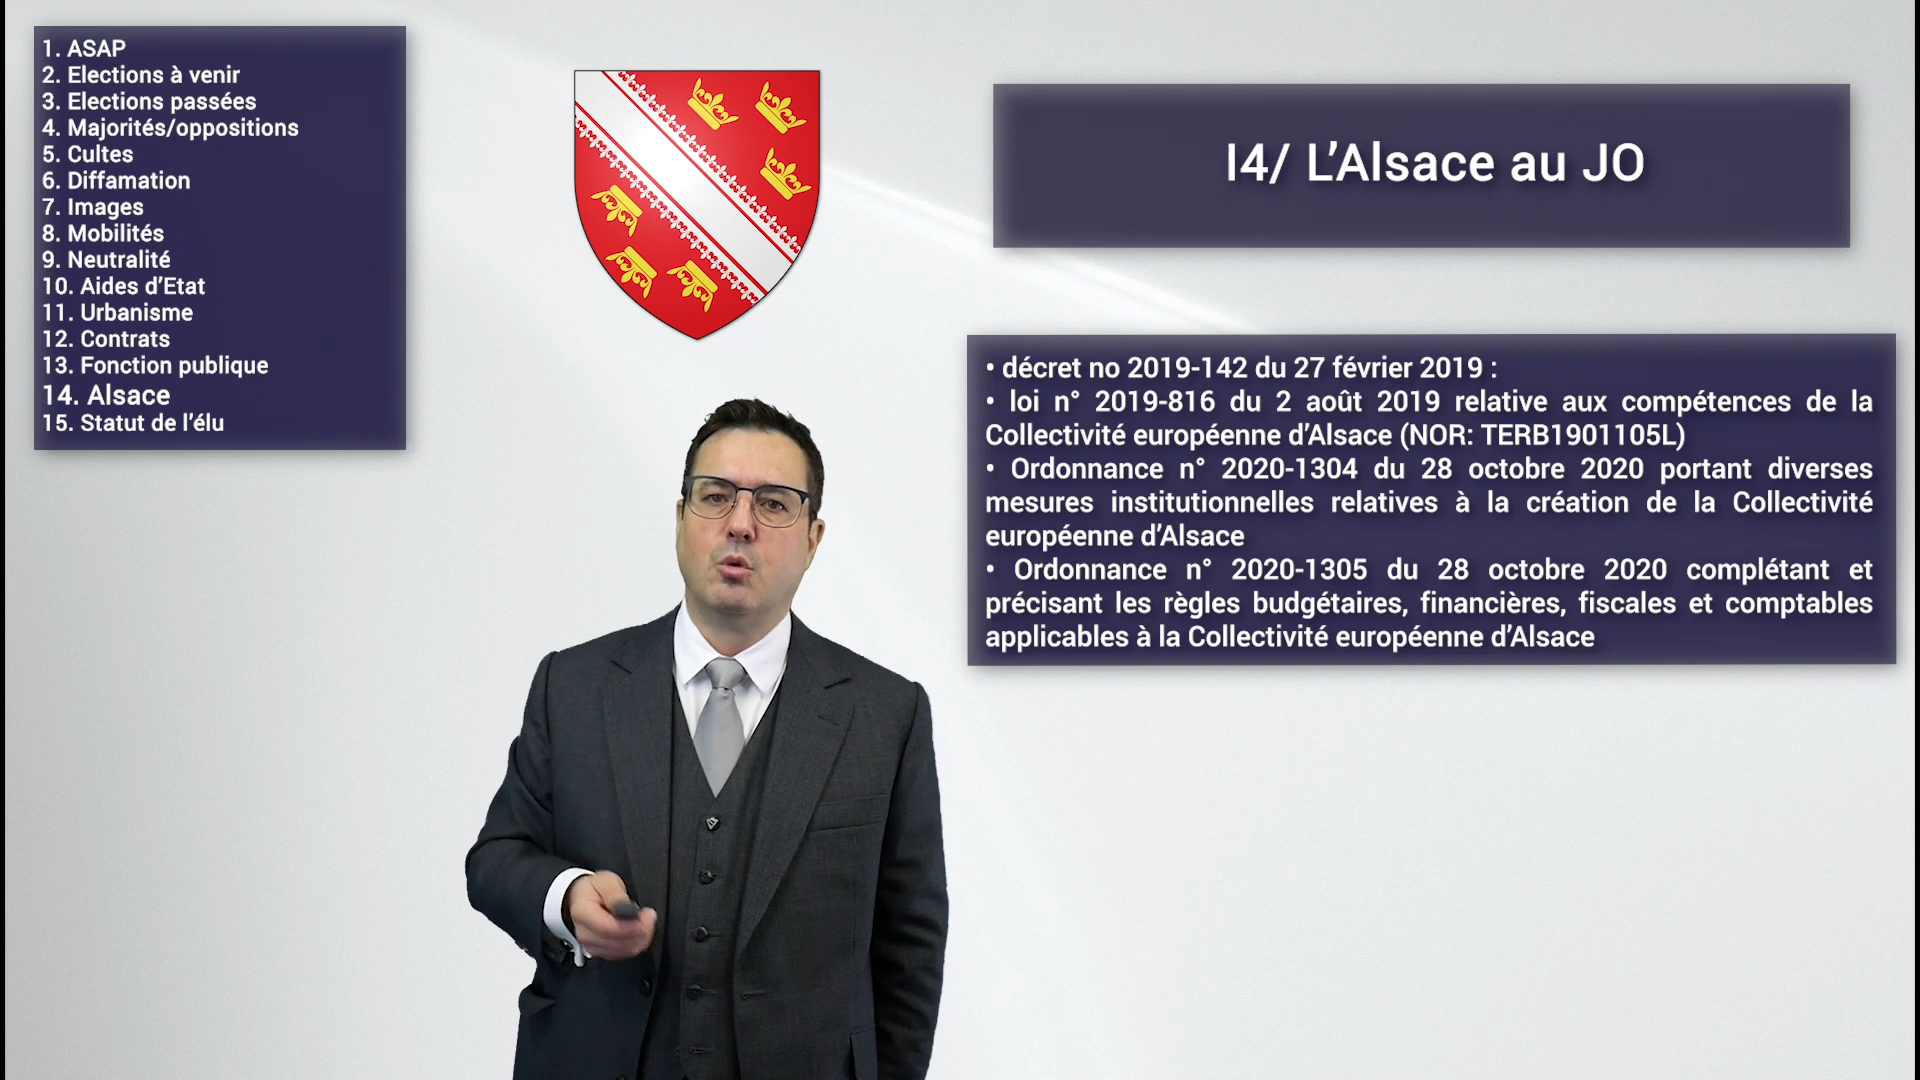 1. ASAP
2. Elections à venir
3. Elections passées
4. Majorités/oppositions
5. Cultes
6. Diffamation
7. Images
8. Mobilités
9. Neutralité
10. Aides d’Etat
11. Urbanisme
12. Contrats
13. Fonction publique
14. Alsace
15. Statut de l’élu
I4/ L’Alsace au JO
• décret no 2019-142 du 27 février 2019 :
• loi n° 2019-816 du 2 août 2019 relative aux compétences de la
Collectivité européenne d’Alsace (NOR: TERB1901105L)
• Ordonnance n° 2020-1304 du 28 octobre 2020 portant diverses
mesures institutionnelles relatives à la création de la Collectivité
européenne d’Alsace
• Ordonnance n° 2020-1305 du 28 octobre 2020 complétant et
précisant les règles budgétaires, financières, fiscales et comptables
applicables à la Collectivité européenne d’Alsace